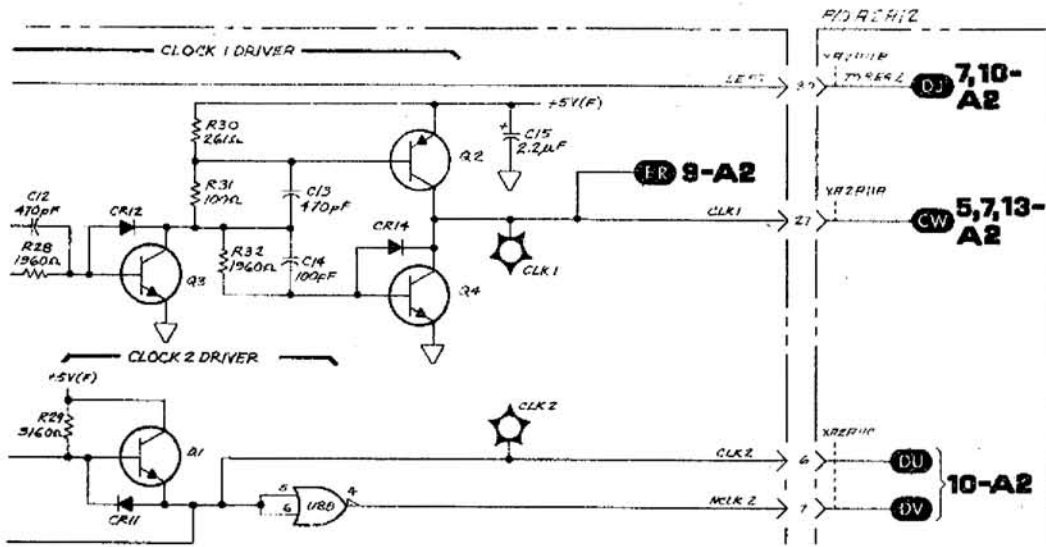 CLOCK 1 DRIVER
DJ 7,10-
A2
+5V(F)
R30
261Ω
C15
2.2µF
Q2
ER 9-A2
R31
100Ω
C13
470pF
C12
470pF
CR12
CR14
CLK1
27
CW 5,7,13-
A2
R28
1960Ω
R32
1960Ω
C14
100pF
Q3
Q4
CLK 1
CLOCK 2 DRIVER
+5V(F)
CLK2
R29
3160Ω
Q1
CLK2
6
DU
10-A2
5
6
U8B
4
NCLK 2
7
DV
CR11